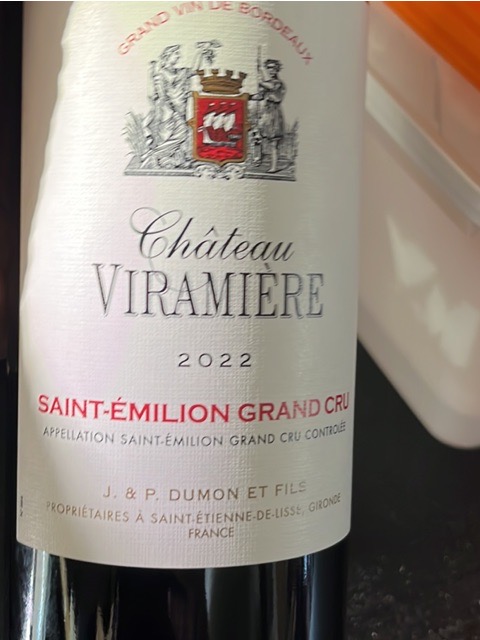 GRAND VIN DE BORDEAUX
Château
VIRAMIÈRE
2022
SAINT-ÉMILION GRAND CRU
APPELLATION SAINT-ÉMILION GRAND CRU CONTRÔLÉE
J. & P. DUMON ET FILS
PROPRIÉTAIRES À SAINT-ÉTIENNE-DE-LISSE, GIRONDE
FRANCE